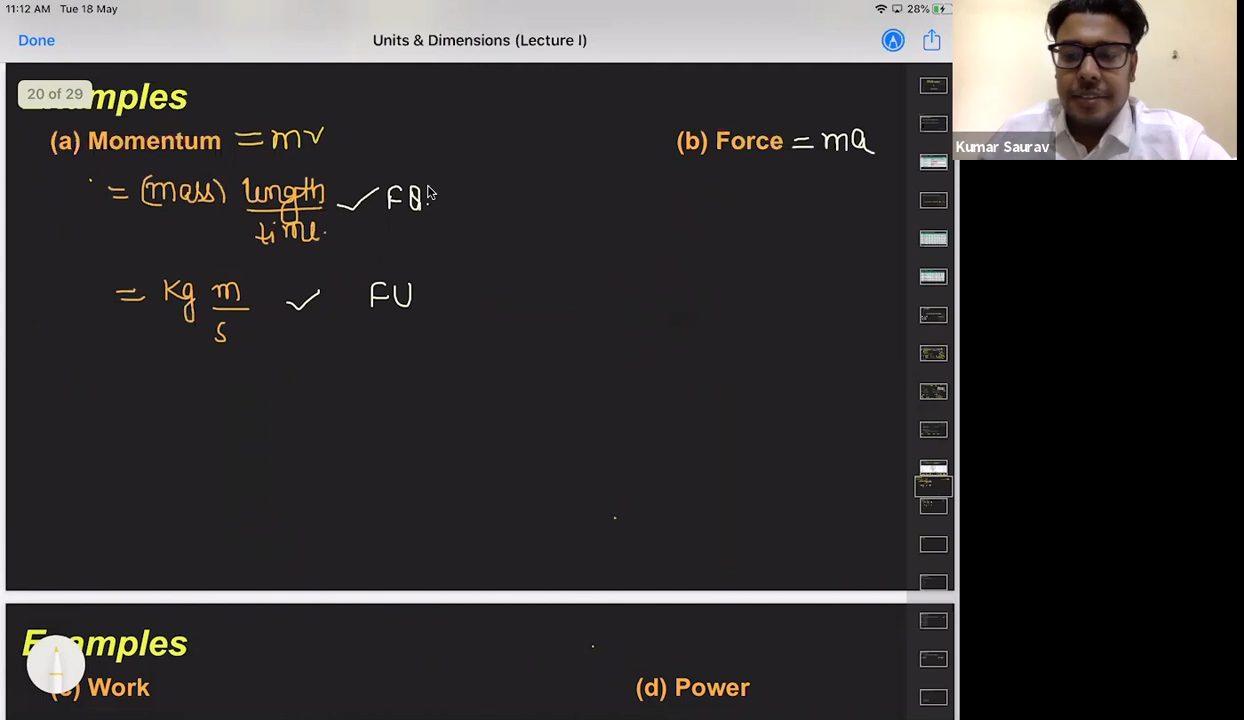 11:12 AM Tue 18 May
28%
Done
Units & Dimensions (Lecture I)
20 of 29
Examples
(a) Momentum = mv
(b) Force = ma
= (mass) length / time. ✓ FQ
= Kg m / s ✓ FU
Kumar Saurav
Examples
(c) Work
(d) Power